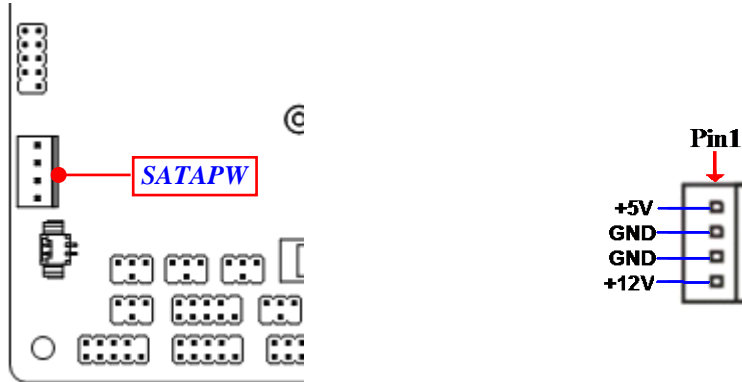 SATAPW
Pin1
+5V
GND
GND
+12V